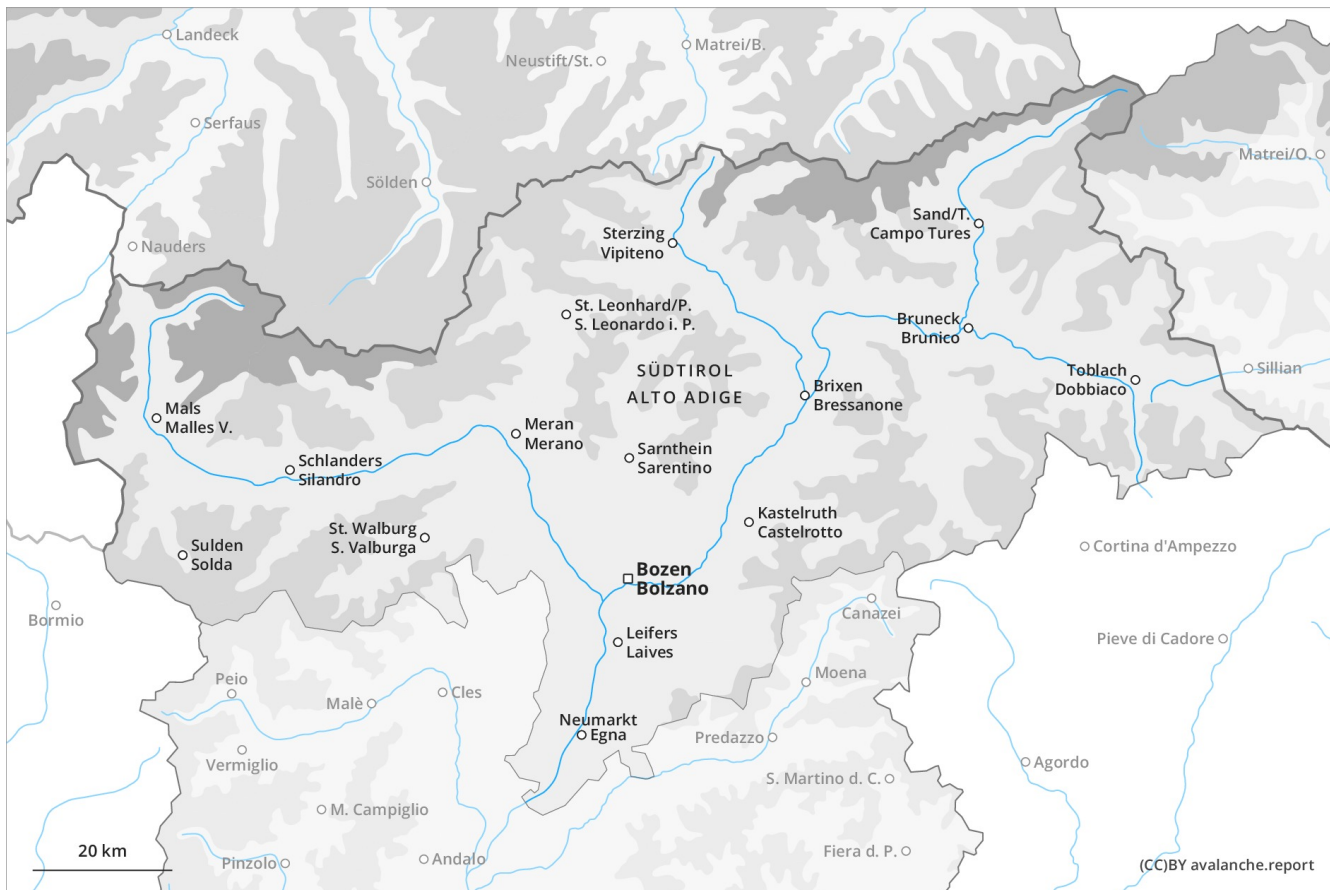 Landeck
Matrei/B.
Neustift/St.
Serfaus
Matrei/O.
Sölden
Sand/T.
Campo Tures
Nauders
Sterzing
Vipiteno
St. Leonhard/P.
S. Leonardo i. P.
Bruneck
Brunico
SÜDTIROL
ALTO ADIGE
Toblach
Dobbiaco
Sillian
Brixen
Bressanone
Mals
Malles V.
Meran
Merano
Sarnthein
Sarentino
Schlanders
Silandro
St. Walburg
S. Valburga
Kastelruth
Castelrotto
Sulden
Solda
Cortina d'Ampezzo
Bozen
Bolzano
Bormio
Canazei
Leifers
Laives
Pieve di Cadore
Peio
Moena
Malè
Cles
Neumarkt
Egna
Predazzo
Vermiglio
Agordo
S. Martino d. C.
M. Campiglio
20 km
Pinzolo
Andalo
Fiera d. P.
(CC)BY avalanche.report